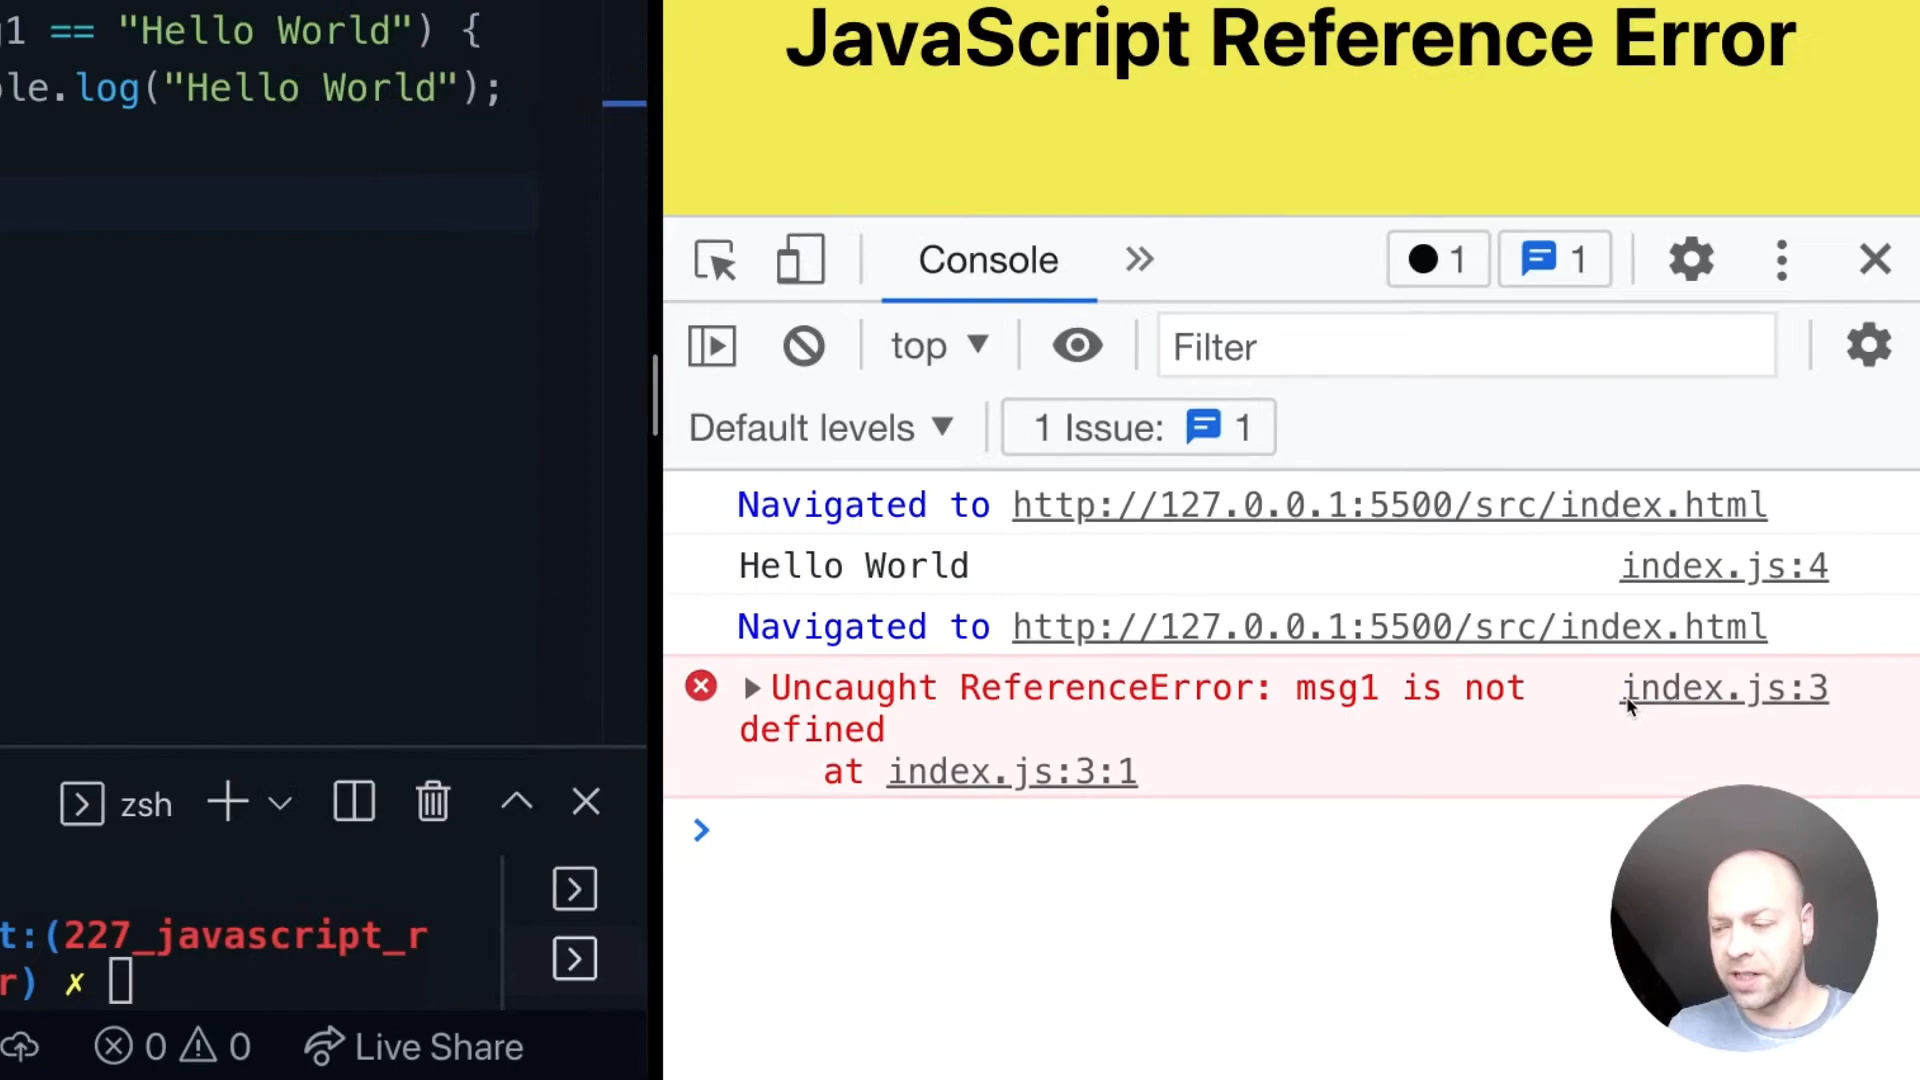 g1 == "Hello World") {
ole.log("Hello World");
JavaScript Reference Error
Console
1
1
top
Filter
Default levels
1 Issue:
1
Navigated to http://127.0.0.1:5500/src/index.html
Hello World
index.js:4
Navigated to http://127.0.0.1:5500/src/index.html
Uncaught ReferenceError: msg1 is not
index.js:3
defined
at index.js:3:1
zsh
t:(227_javascript_r
r) ✗
0
0
Live Share